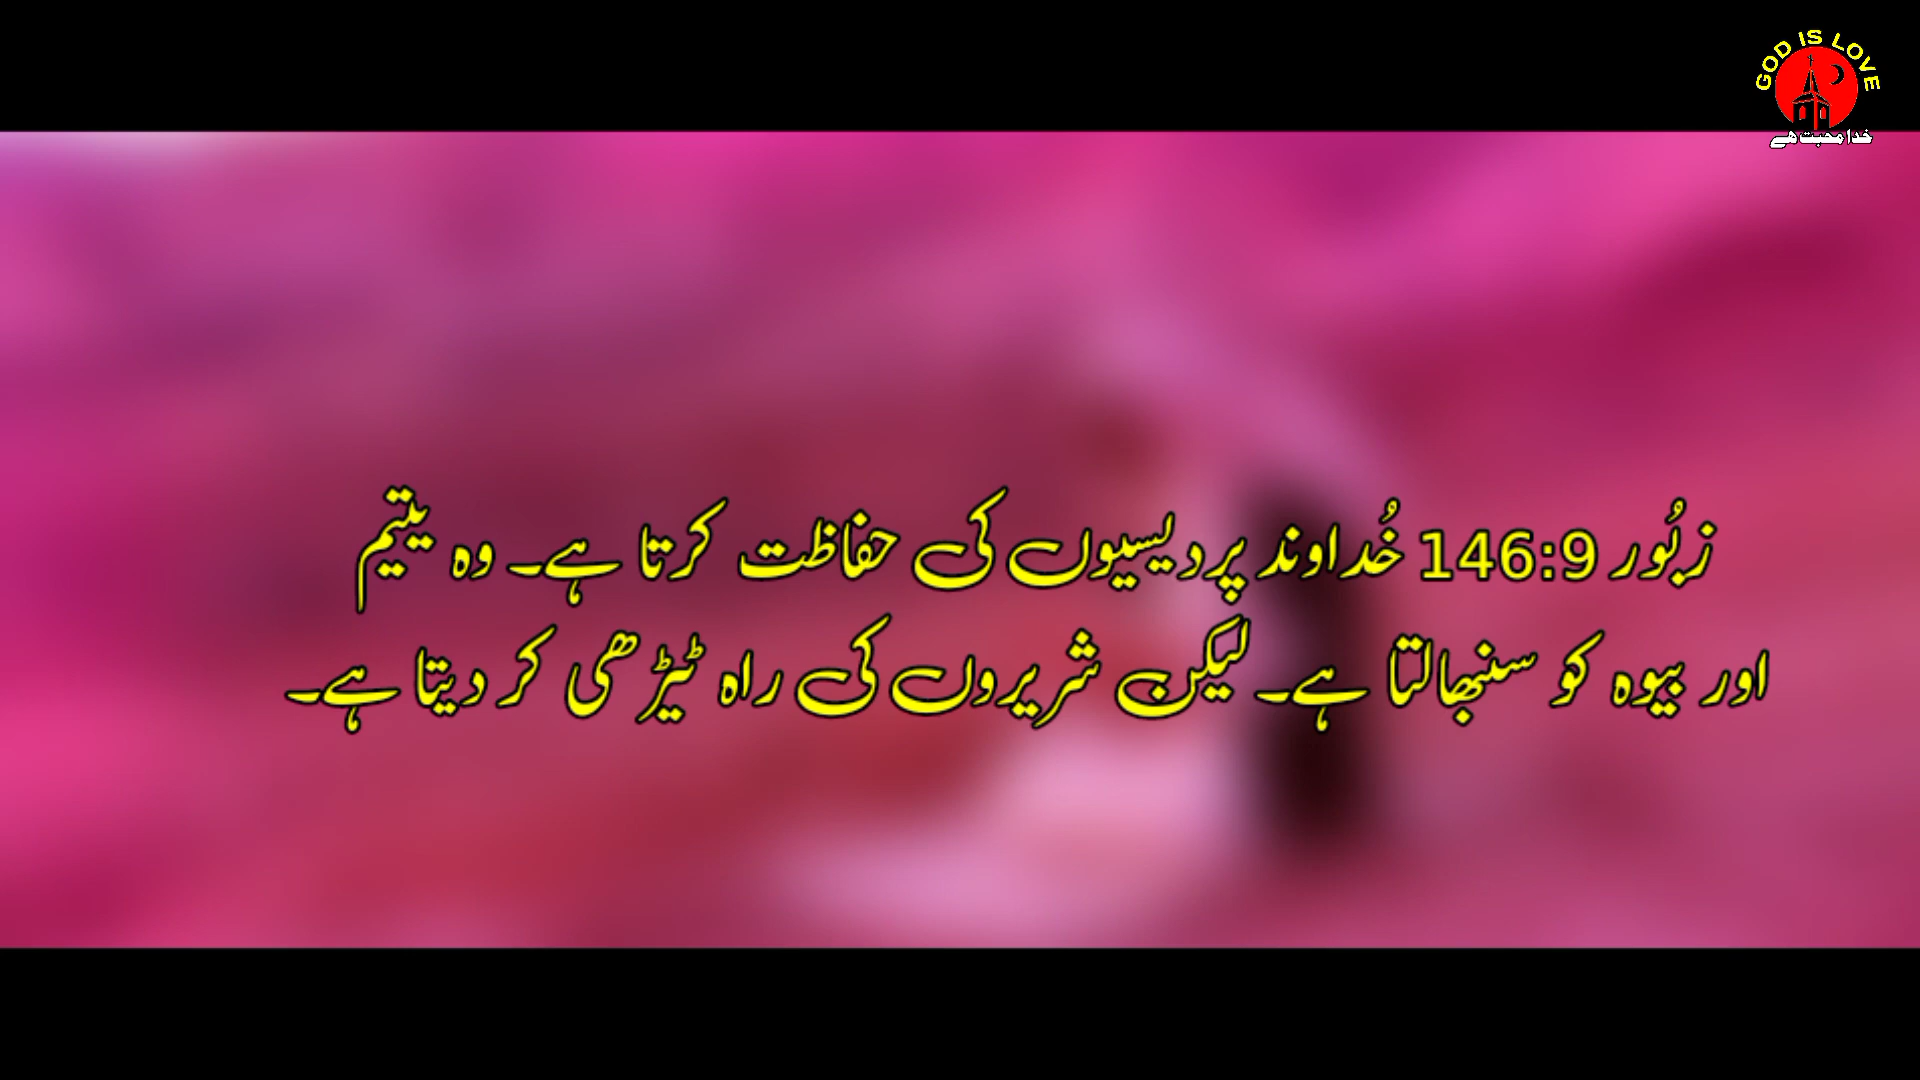 GOD IS LOVE
خدا محبت ہے
زبُور 146:9 خُداوند پردیسیوں کی حفاظت کرتا ہے۔ وہ یتیم
اور بیوہ کو سنبھالتا ہے۔ لیکن شریروں کی راہ ٹیڑھی کر دیتا ہے۔